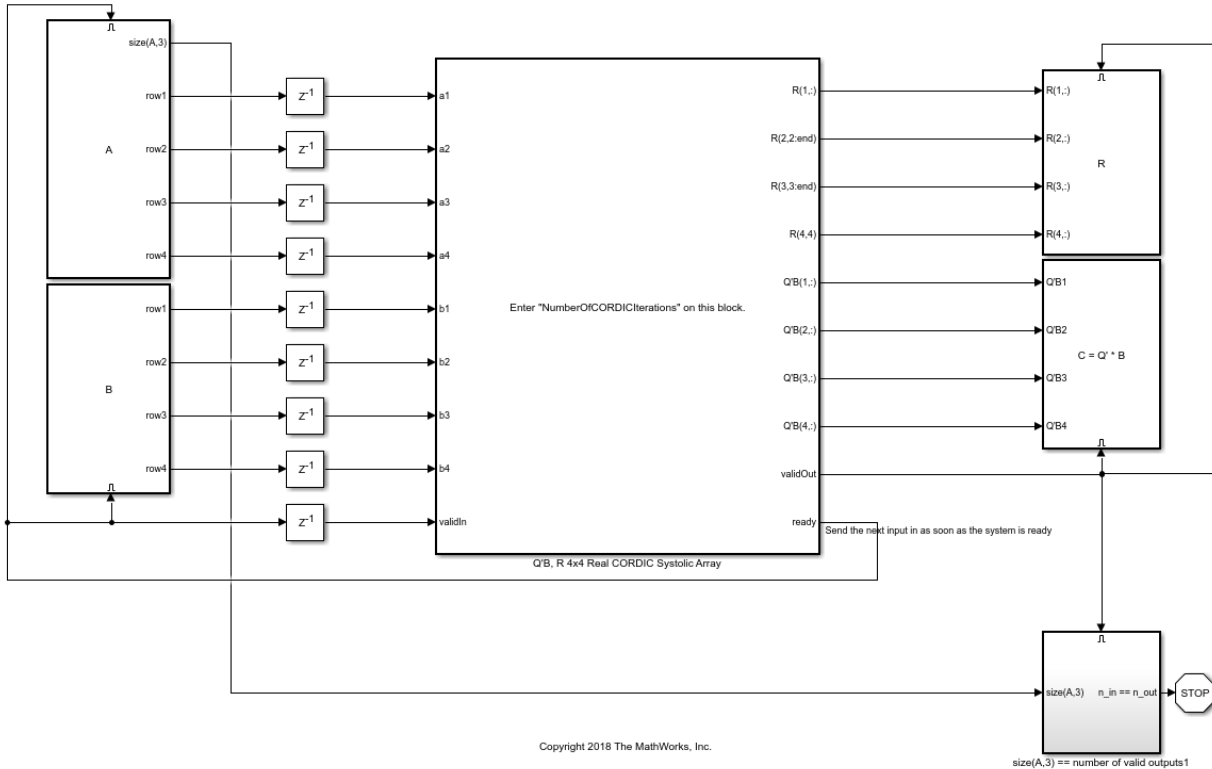 size(A,3)
row1
row2
A
row3
row4
row1
row2
B
row3
row4
z-1
z-1
z-1
z-1
z-1
z-1
z-1
z-1
z-1
a1
a2
a3
a4
b1
b2
b3
b4
validIn
Enter "NumberOfCORDICIterations" on this block.
R(1,:)
R(2,2:end)
R(3,3:end)
R(4,4)
Q'B(1,:)
Q'B(2,:)
Q'B(3,:)
Q'B(4,:)
validOut
ready
Q'B, R 4x4 Real CORDIC Systolic Array
Send the next input in as soon as the system is ready
R(1,:)
R(2,:)
R
R(3,:)
R(4,:)
Q'B1
Q'B2
C = Q' * B
Q'B3
Q'B4
size(A,3) n_in == n_out
STOP
size(A,3) == number of valid outputs1
Copyright 2018 The MathWorks, Inc.